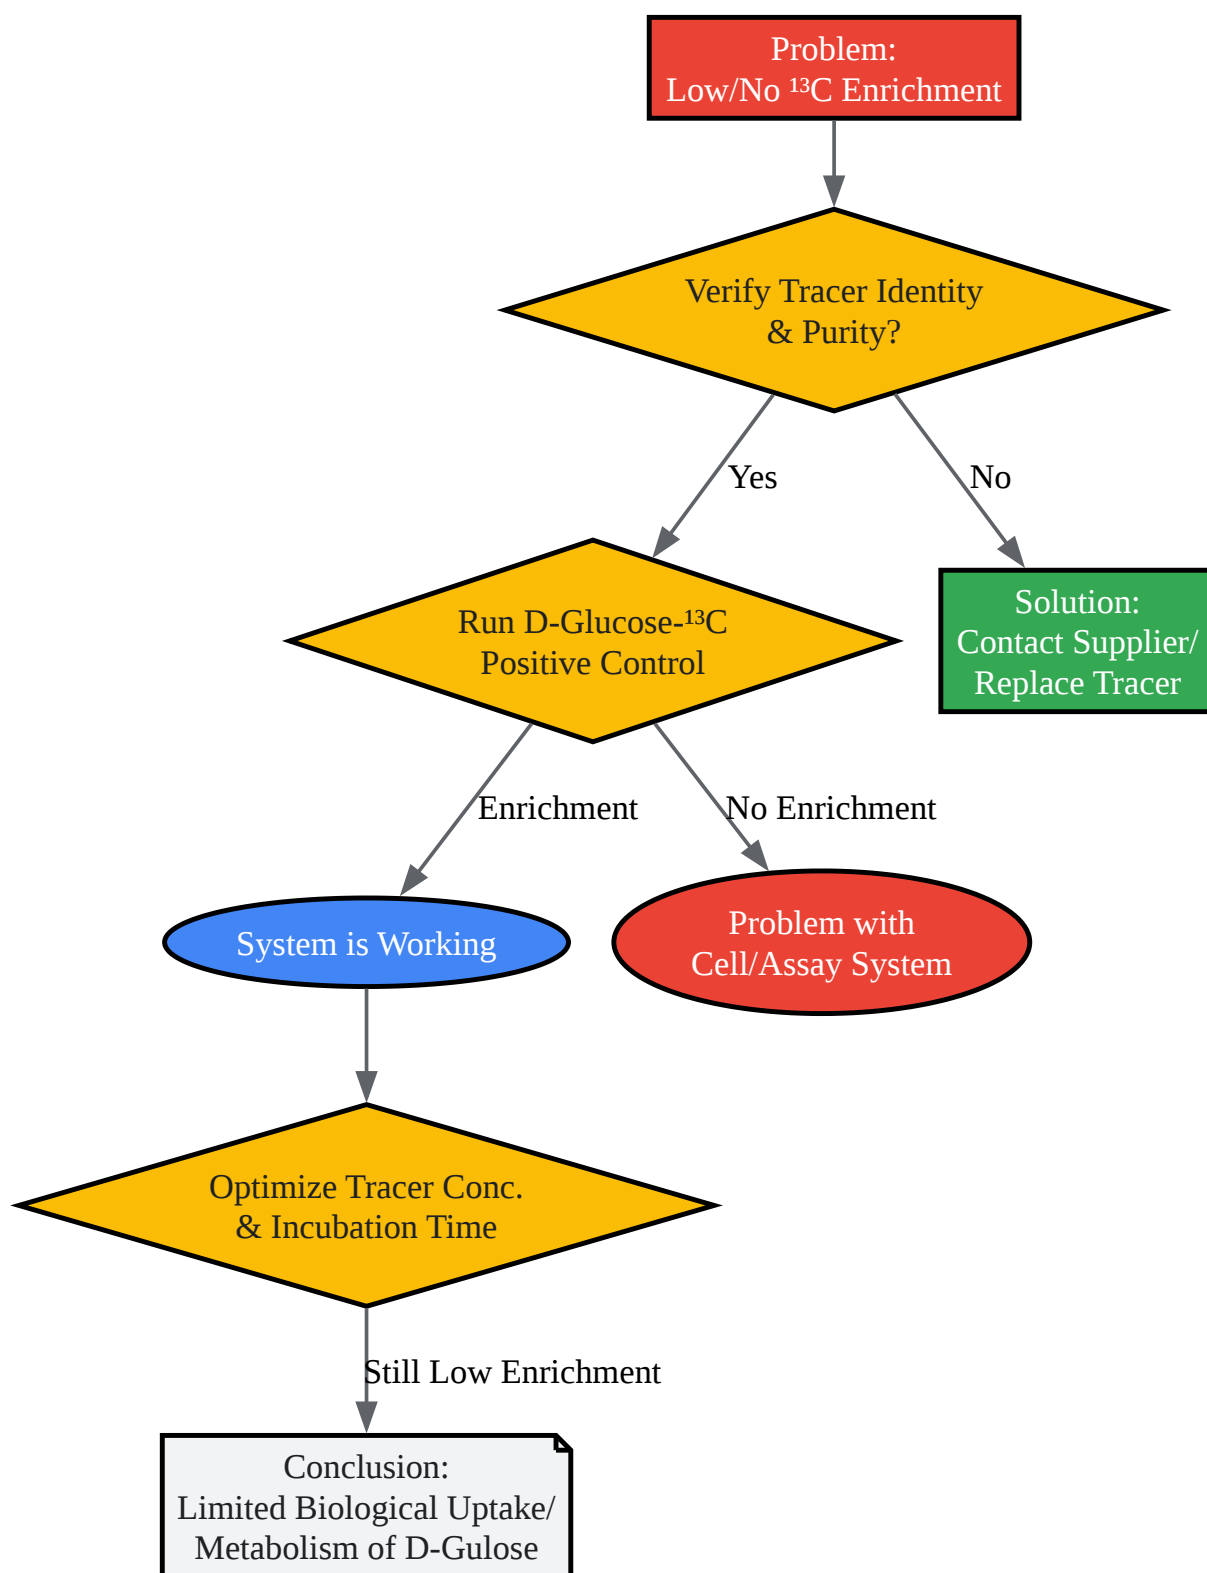 Problem:
Low/No ¹³C Enrichment
Verify Tracer Identity
& Purity?
Yes
No
Run D-Glucose-¹³C
Positive Control
Solution:
Contact Supplier/
Replace Tracer
Enrichment
No Enrichment
System is Working
Problem with
Cell/Assay System
Optimize Tracer Conc.
& Incubation Time
Still Low Enrichment
Conclusion:
Limited Biological Uptake/
Metabolism of D-Gulose